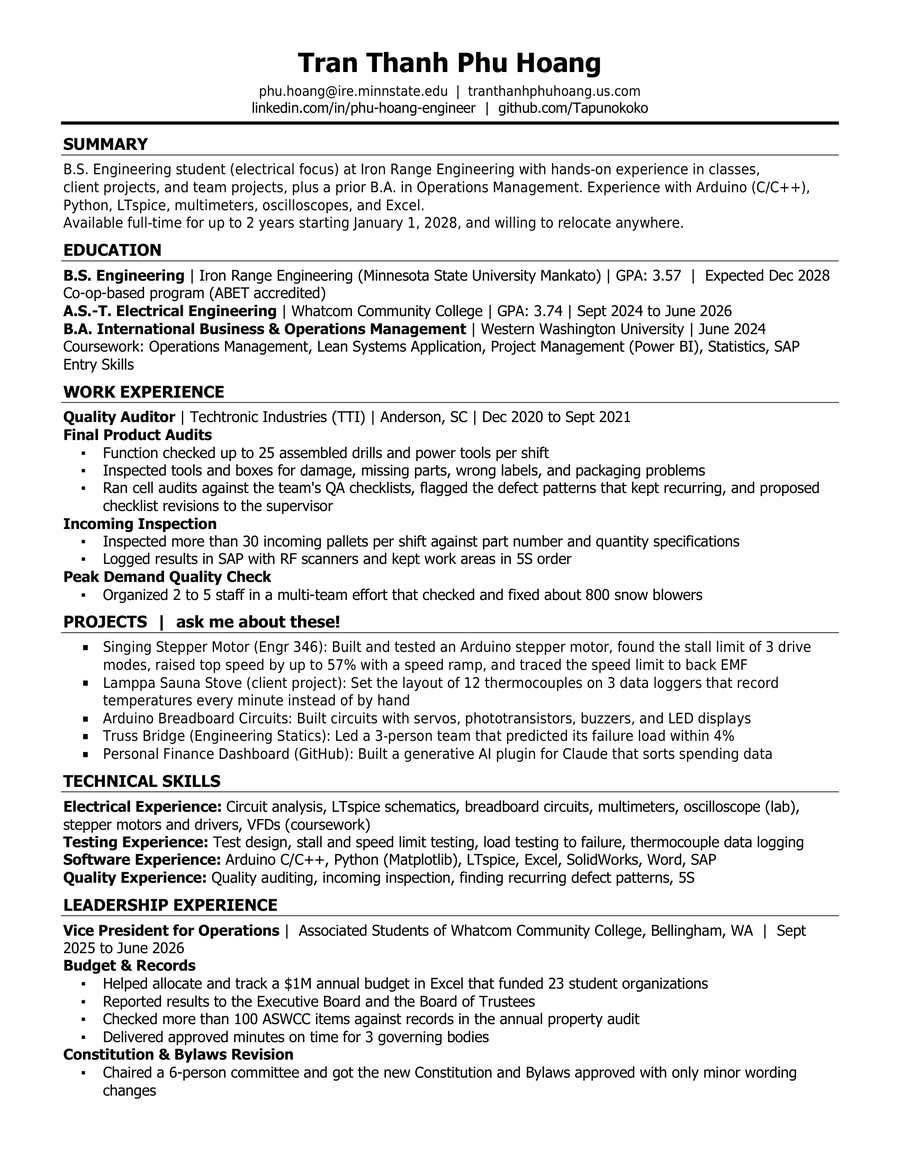 Tran Thanh Phu Hoang
phu.hoang@ire.minnstate.edu | tranthanhphuhoang.us.com
linkedin.com/in/phu-hoang-engineer | github.com/Tapunokoko
SUMMARY
B.S. Engineering student (electrical focus) at Iron Range Engineering with hands-on experience in classes,
client projects, and team projects, plus a prior B.A. in Operations Management. Experience with Arduino (C/C++),
Python, LTspice, multimeters, oscilloscopes, and Excel.
Available full-time for up to 2 years starting January 1, 2028, and willing to relocate anywhere.
EDUCATION
B.S. Engineering | Iron Range Engineering (Minnesota State University Mankato) | GPA: 3.57 | Expected Dec 2028
Co-op-based program (ABET accredited)
A.S.-T. Electrical Engineering | Whatcom Community College | GPA: 3.74 | Sept 2024 to June 2026
B.A. International Business & Operations Management | Western Washington University | June 2024
Coursework: Operations Management, Lean Systems Application, Project Management (Power BI), Statistics, SAP
Entry Skills
WORK EXPERIENCE
Quality Auditor | Techtronic Industries (TTI) | Anderson, SC | Dec 2020 to Sept 2021
Final Product Audits
▪ Function checked up to 25 assembled drills and power tools per shift
▪ Inspected tools and boxes for damage, missing parts, wrong labels, and packaging problems
▪ Ran cell audits against the team's QA checklists, flagged the defect patterns that kept recurring, and proposed
checklist revisions to the supervisor
Incoming Inspection
▪ Inspected more than 30 incoming pallets per shift against part number and quantity specifications
▪ Logged results in SAP with RF scanners and kept work areas in 5S order
Peak Demand Quality Check
▪ Organized 2 to 5 staff in a multi-team effort that checked and fixed about 800 snow blowers
PROJECTS | ask me about these!
▪ Singing Stepper Motor (Engr 346): Built and tested an Arduino stepper motor, found the stall limit of 3 drive
modes, raised top speed by up to 57% with a speed ramp, and traced the speed limit to back EMF
▪ Lamppa Sauna Stove (client project): Set the layout of 12 thermocouples on 3 data loggers that record
temperatures every minute instead of by hand
▪ Arduino Breadboard Circuits: Built circuits with servos, phototransistors, buzzers, and LED displays
▪ Truss Bridge (Engineering Statics): Led a 3-person team that predicted its failure load within 4%
▪ Personal Finance Dashboard (GitHub): Built a generative AI plugin for Claude that sorts spending data
TECHNICAL SKILLS
Electrical Experience: Circuit analysis, LTspice schematics, breadboard circuits, multimeters, oscilloscope (lab),
stepper motors and drivers, VFDs (coursework)
Testing Experience: Test design, stall and speed limit testing, load testing to failure, thermocouple data logging
Software Experience: Arduino C/C++, Python (Matplotlib), LTspice, Excel, SolidWorks, Word, SAP
Quality Experience: Quality auditing, incoming inspection, finding recurring defect patterns, 5S
LEADERSHIP EXPERIENCE
Vice President for Operations | Associated Students of Whatcom Community College, Bellingham, WA | Sept
2025 to June 2026
Budget & Records
▪ Helped allocate and track a $1M annual budget in Excel that funded 23 student organizations
▪ Reported results to the Executive Board and the Board of Trustees
▪ Checked more than 100 ASWCC items against records in the annual property audit
▪ Delivered approved minutes on time for 3 governing bodies
Constitution & Bylaws Revision
▪ Chaired a 6-person committee and got the new Constitution and Bylaws approved with only minor wording
changes